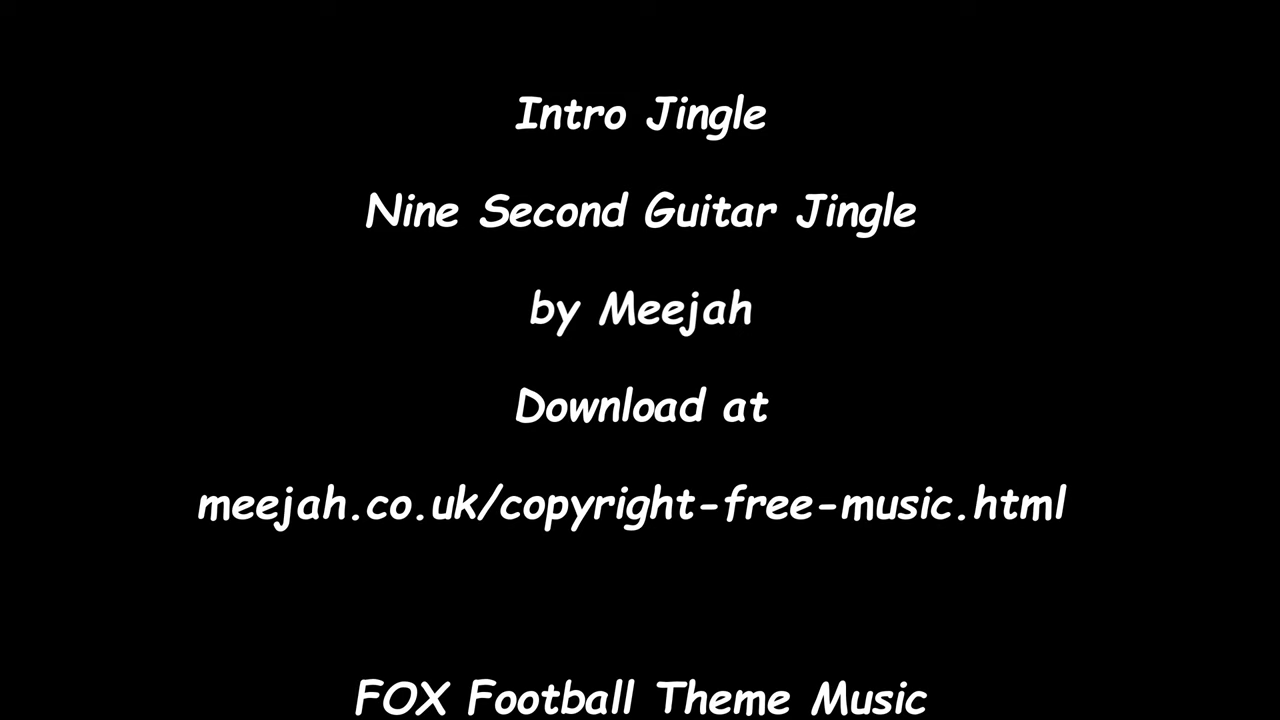 Intro Jingle
Nine Second Guitar Jingle
by Meejah
Download at
meejah.co.uk/copyright-free-music.html
FOX Football Theme Music